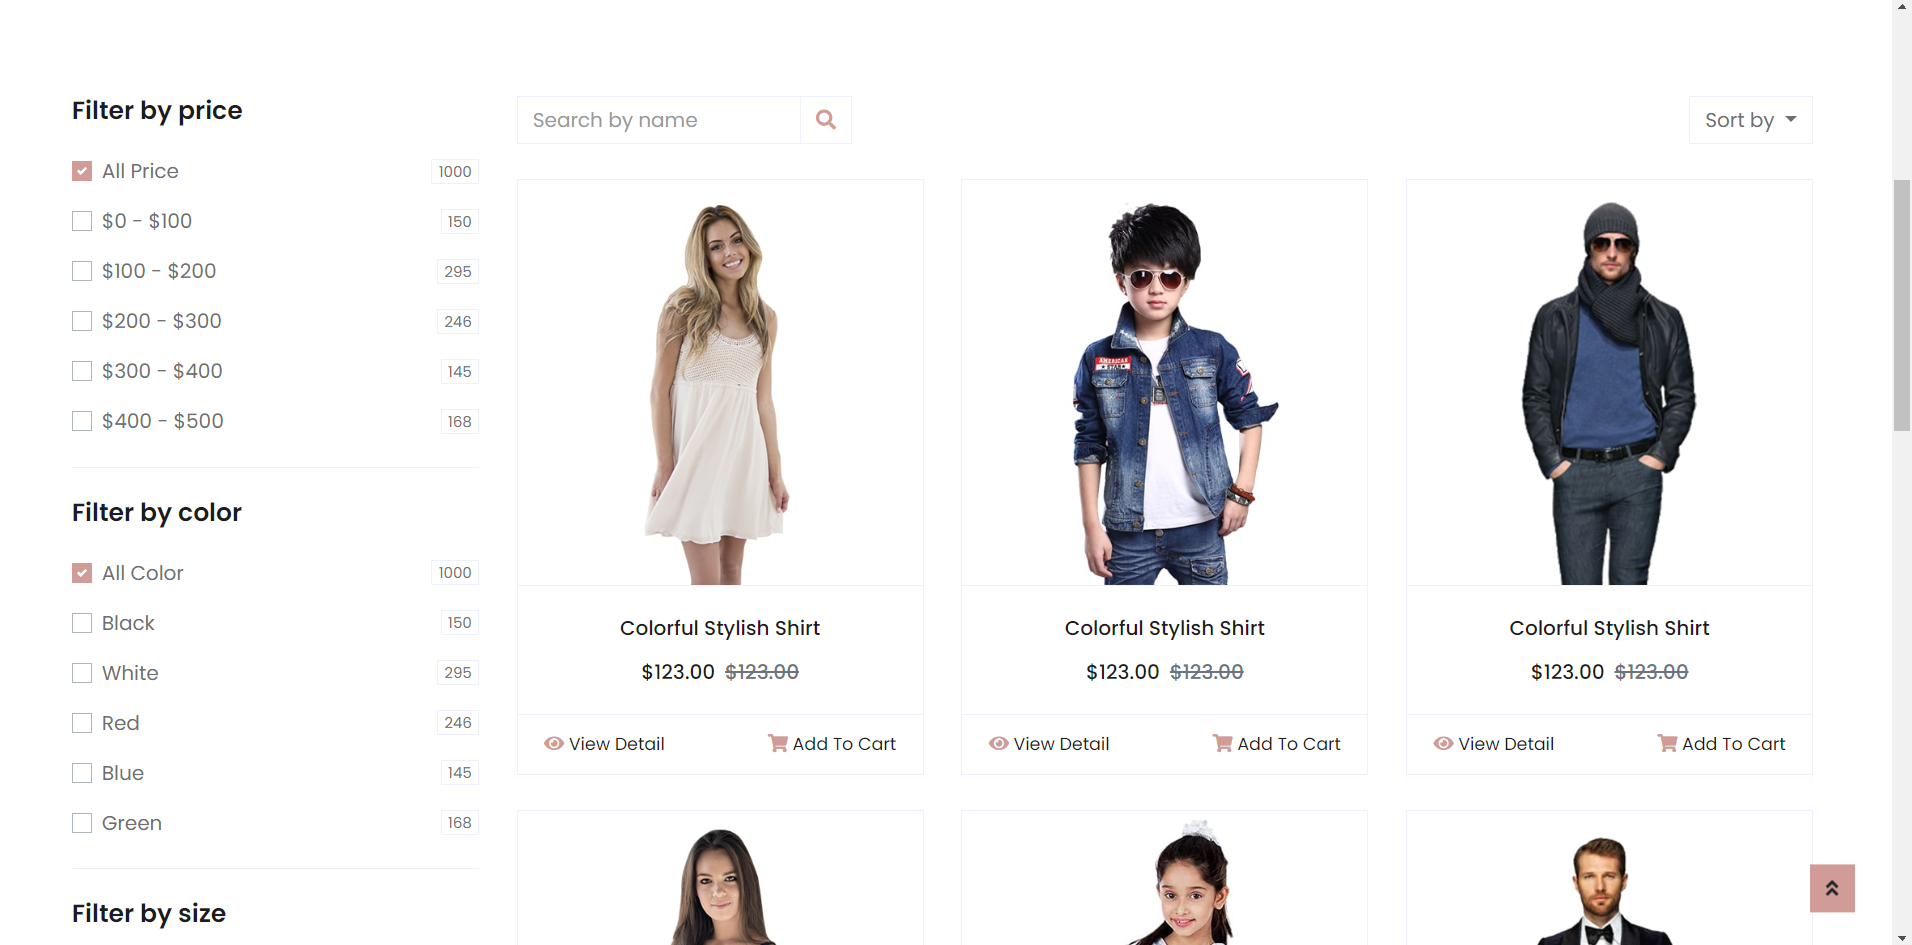 Filter by price
All Price 1000
$0 - $100 150
$100 - $200 295
$200 - $300 246
$300 - $400 145
$400 - $500 168
Filter by color
All Color 1000
Black 150
White 295
Red 246
Blue 145
Green 168
Filter by size
Search by name
Sort by
AMERICAN
STAR
Colorful Stylish Shirt
$123.00 $123.00
View Detail Add To Cart
Colorful Stylish Shirt
$123.00 $123.00
View Detail Add To Cart
Colorful Stylish Shirt
$123.00 $123.00
View Detail Add To Cart